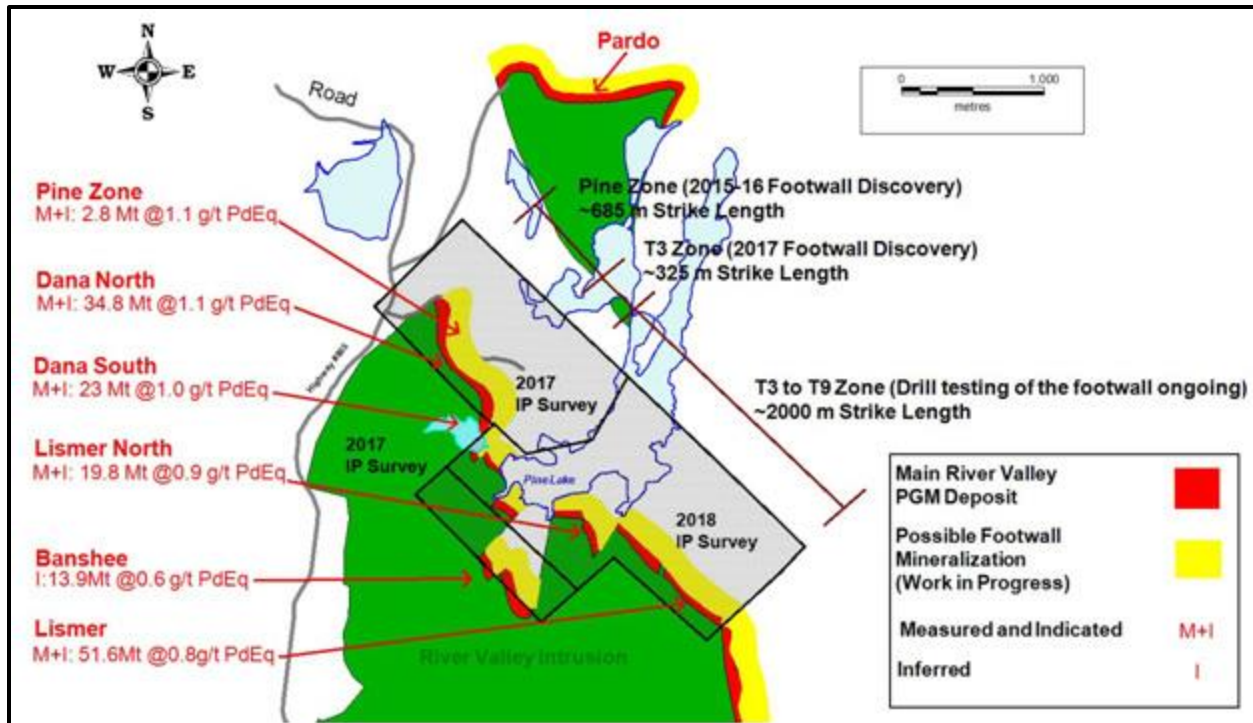 N
W E
S
Road
Pardo
0 1,000
metres
Pine Zone
M+I: 2.8 Mt @1.1 g/t PdEq
Dana North
M+I: 34.8 Mt @1.1 g/t PdEq
Dana South
M+I: 23 Mt @1.0 g/t PdEq
Lismer North
M+I: 19.8 Mt @0.9 g/t PdEq
Banshee
I:13.9Mt @0.6 g/t PdEq
Lismer
M+I: 51.6Mt @0.8g/t PdEq
Pine Zone (2015-16 Footwall Discovery)
~685 m Strike Length
T3 Zone (2017 Footwall Discovery)
~325 m Strike Length
T3 to T9 Zone (Drill testing of the footwall ongoing)
~2000 m Strike Length
Highway
2017
IP Survey
2017
IP Survey
Pine Lake
2018
IP Survey
River Valley Intrusion
Main River Valley
PGM Deposit
Possible Footwall
Mineralization
(Work in Progress)
Measured and Indicated M+I
Inferred I